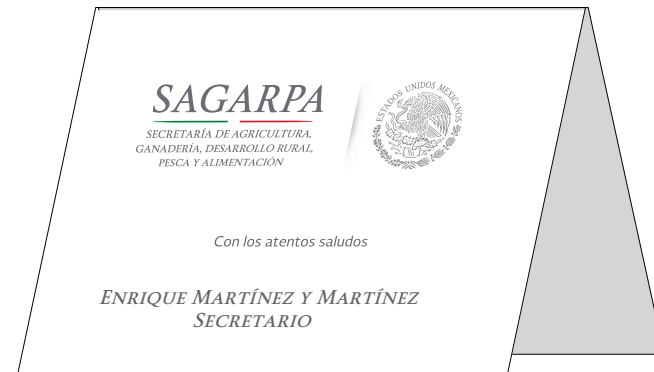 SAGARPA
SECRETARÍA DE AGRICULTURA,
GANADERÍA, DESARROLLO RURAL,
PESCA Y ALIMENTACIÓN
ESTADOS UNIDOS MEXICANOS
Con los atentos saludos
ENRIQUE MARTÍNEZ Y MARTÍNEZ
SECRETARIO